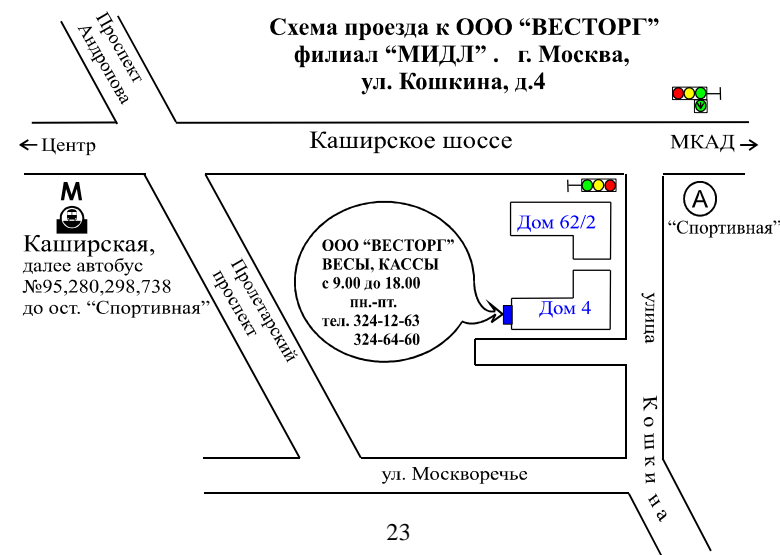 Схема проезда к ООО “ВЕСТОРГ”
филиал “МИДЛ” . г. Москва,
ул. Кошкина, д.4
Проспект
Андропова
Центр
Каширское шоссе
МКАД
М
А
“Спортивная”
Каширская,
далее автобус
№95,280,298,738
до ост. “Спортивная”
Пролетарский
проспект
ООО “ВЕСТОРГ”
ВЕСЫ, КАССЫ
с 9.00 до 18.00
пн.-пт.
тел. 324-12-63
324-64-60
Дом 62/2
Дом 4
улица Кошкина
ул. Москворечье
23